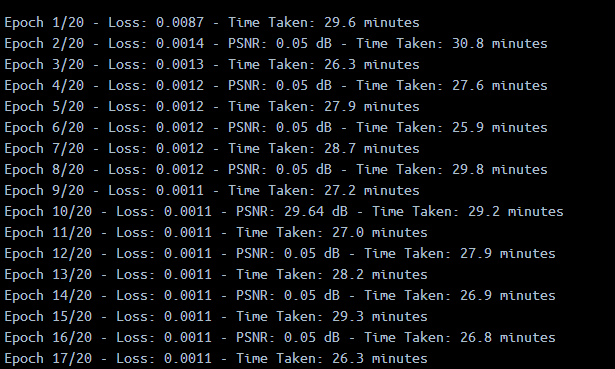 Epoch 1/20 - Loss: 0.0087 - Time Taken: 29.6 minutes
Epoch 2/20 - Loss: 0.0014 - PSNR: 0.05 dB - Time Taken: 30.8 minutes
Epoch 3/20 - Loss: 0.0013 - Time Taken: 26.3 minutes
Epoch 4/20 - Loss: 0.0012 - PSNR: 0.05 dB - Time Taken: 27.6 minutes
Epoch 5/20 - Loss: 0.0012 - Time Taken: 27.9 minutes
Epoch 6/20 - Loss: 0.0012 - PSNR: 0.05 dB - Time Taken: 25.9 minutes
Epoch 7/20 - Loss: 0.0012 - Time Taken: 28.7 minutes
Epoch 8/20 - Loss: 0.0012 - PSNR: 0.05 dB - Time Taken: 29.8 minutes
Epoch 9/20 - Loss: 0.0011 - Time Taken: 27.2 minutes
Epoch 10/20 - Loss: 0.0011 - PSNR: 29.64 dB - Time Taken: 29.2 minutes
Epoch 11/20 - Loss: 0.0011 - Time Taken: 27.0 minutes
Epoch 12/20 - Loss: 0.0011 - PSNR: 0.05 dB - Time Taken: 27.9 minutes
Epoch 13/20 - Loss: 0.0011 - Time Taken: 28.2 minutes
Epoch 14/20 - Loss: 0.0011 - PSNR: 0.05 dB - Time Taken: 26.9 minutes
Epoch 15/20 - Loss: 0.0011 - Time Taken: 29.3 minutes
Epoch 16/20 - Loss: 0.0011 - PSNR: 0.05 dB - Time Taken: 26.8 minutes
Epoch 17/20 - Loss: 0.0011 - Time Taken: 26.3 minutes